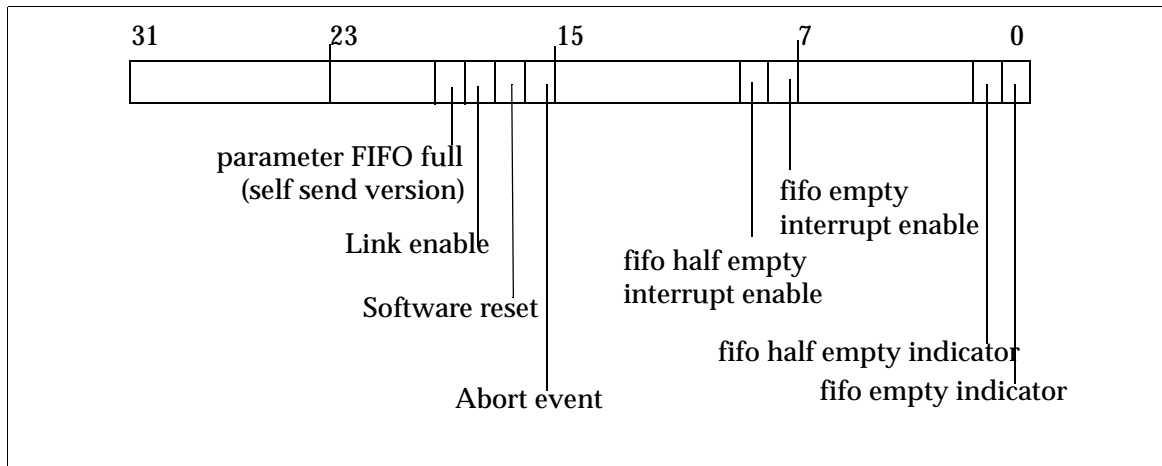 31 23 15 7 0
parameter FIFO full
(self send version)
fifo empty
interrupt enable
Link enable
fifo half empty
interrupt enable
Software reset
fifo half empty indicator
fifo empty indicator
Abort event